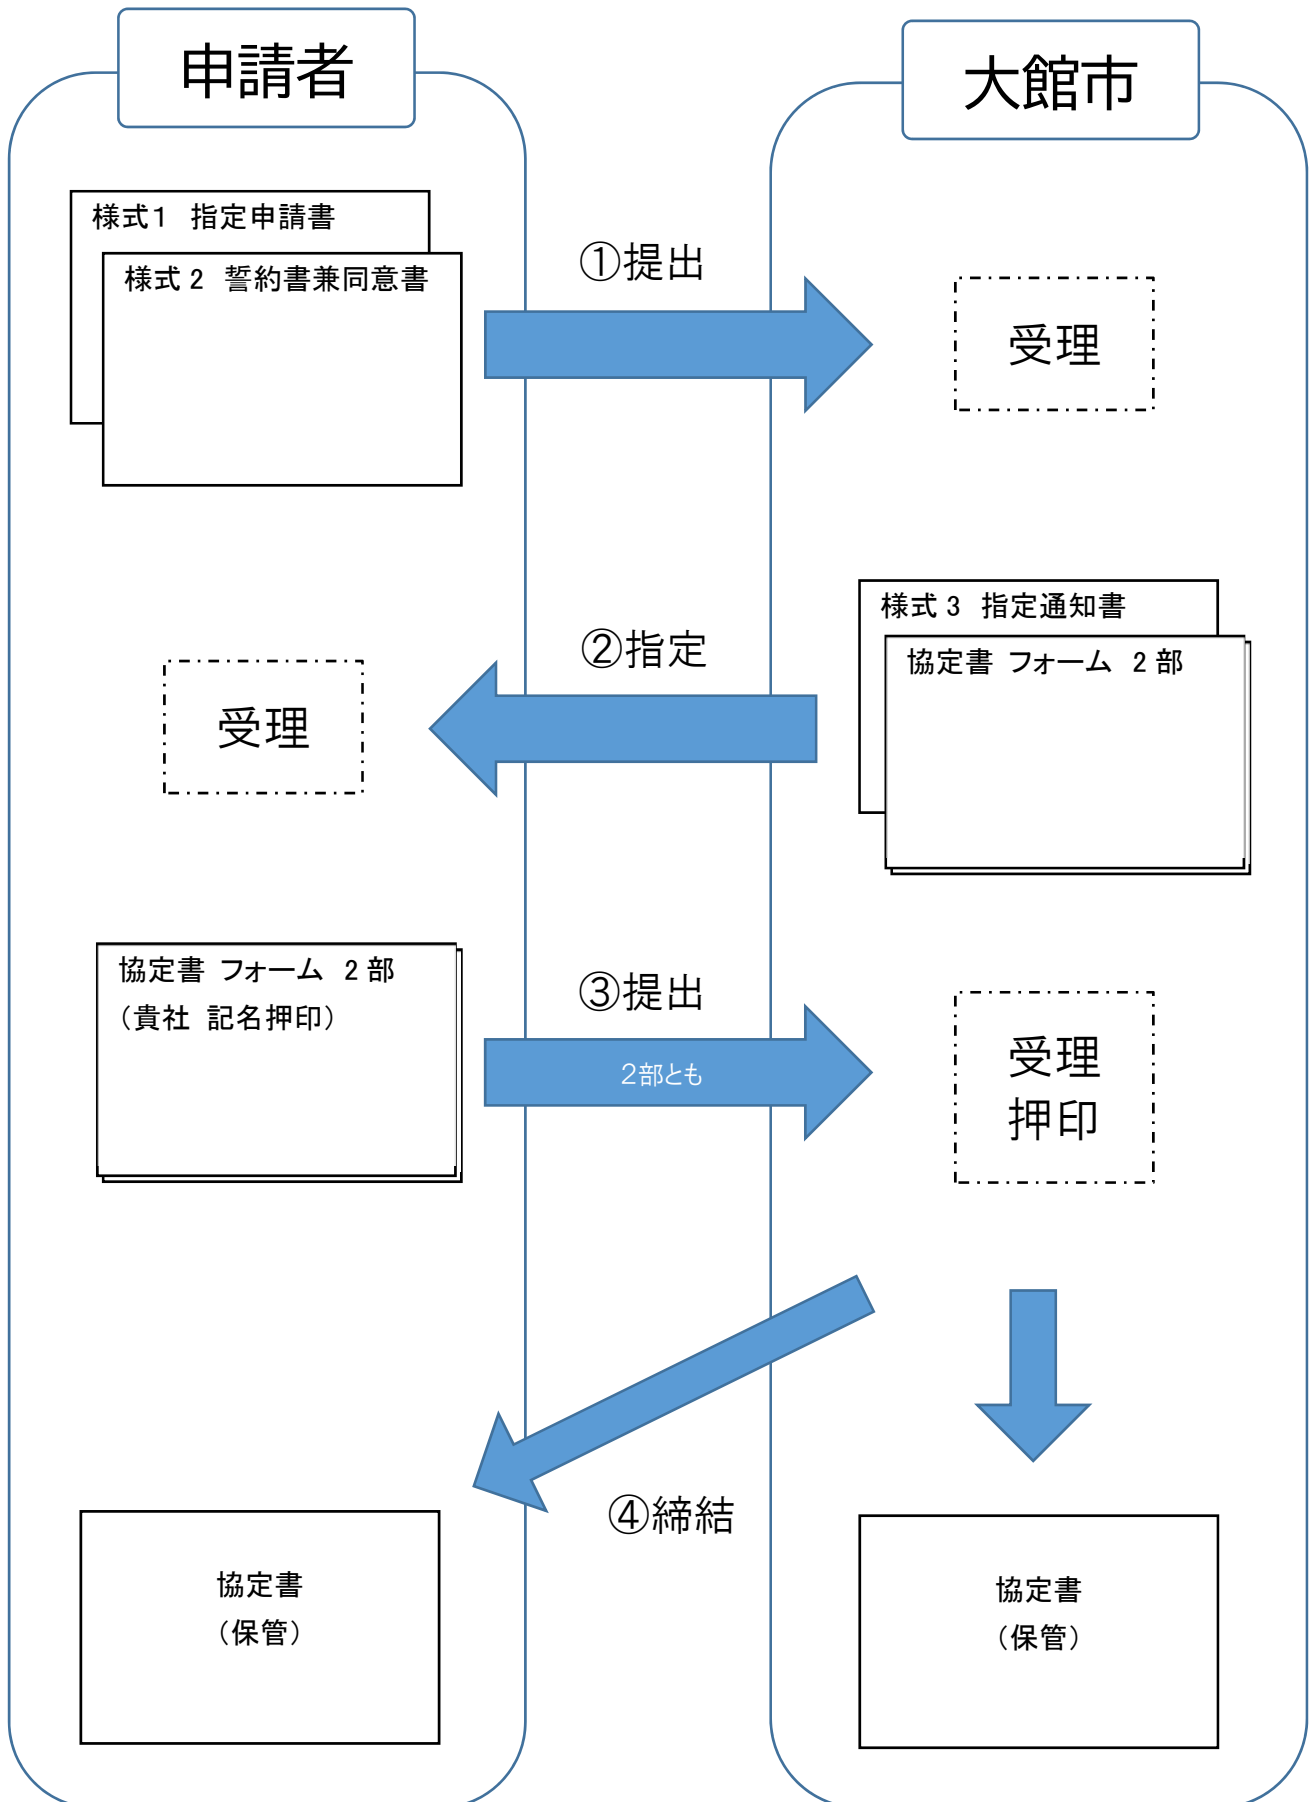 申請者
大館市
様式1　指定申請書
様式 2　誓約書兼同意書
①提出
受理
様式 3　指定通知書
協定書 フォーム　2 部
②指定
受理
協定書 フォーム　2 部
（貴社 記名押印）
③提出
2部とも
受理
押印
④締結
協定書
（保管）
協定書
（保管）